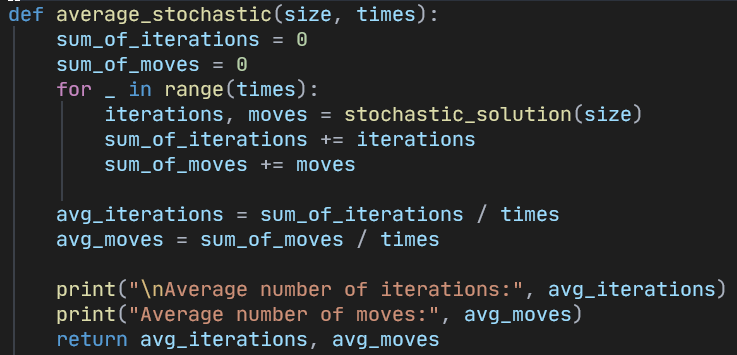 def average_stochastic(size, times):
    sum_of_iterations = 0
    sum_of_moves = 0
    for _ in range(times):
        iterations, moves = stochastic_solution(size)
        sum_of_iterations += iterations
        sum_of_moves += moves

    avg_iterations = sum_of_iterations / times
    avg_moves = sum_of_moves / times

    print("\nAverage number of iterations:", avg_iterations)
    print("Average number of moves:", avg_moves)
    return avg_iterations, avg_moves